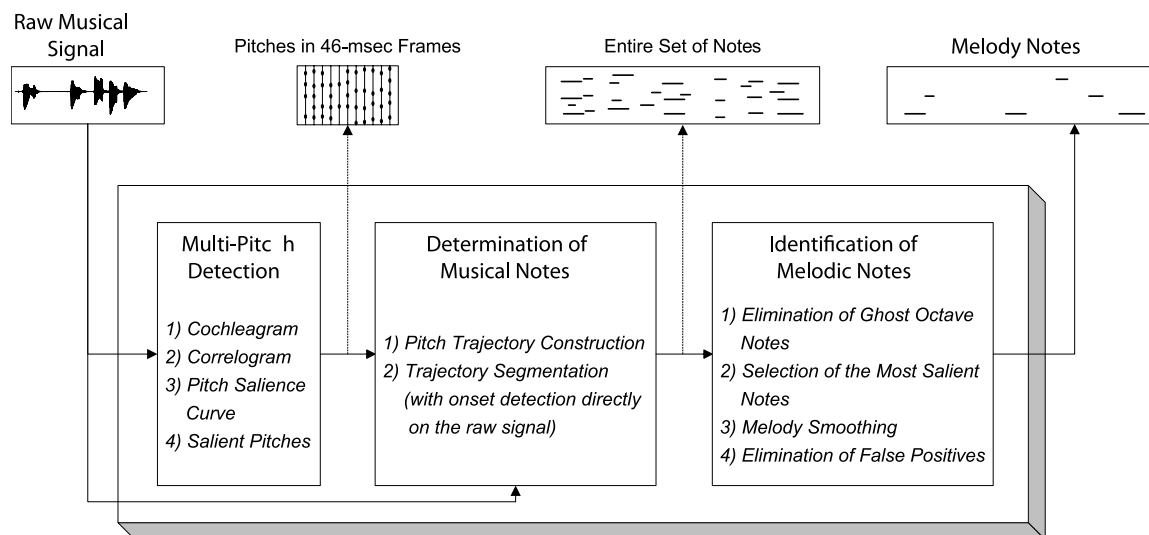 Raw Musical
Signal
Pitches in 46-msec Frames
Entire Set of Notes
Melody Notes
Multi-Pitc h
Detection
1) Cochleagram
2) Correlogram
3) Pitch Salience
Curve
4) Salient Pitches
Determination of
Musical Notes
1) Pitch Trajectory Construction
2) Trajectory Segmentation
(with onset detection directly
on the raw signal)
Identification of
Melodic Notes
1) Elimination of Ghost Octave
Notes
2) Selection of the Most Salient
Notes
3) Melody Smoothing
4) Elimination of False Positives